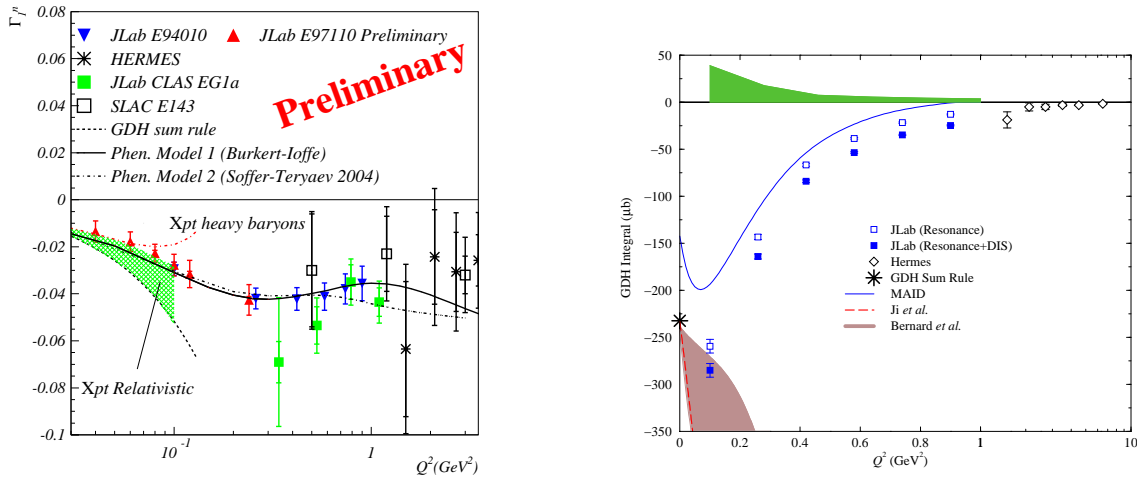 Γ₁ⁿ
0.08
0.06
0.04
0.02
0
-0.02
-0.04
-0.06
-0.08
-0.1
JLab E94010
JLab E97110 Preliminary
HERMES
JLab CLAS EG1a
SLAC E143
GDH sum rule
Phen. Model 1 (Burkert-Ioffe)
Phen. Model 2 (Soffer-Teryaev 2004)
Preliminary
Xpt heavy baryons
Xpt Relativistic
10⁻¹
1
Q²(GeV²)
GDH Integral (μb)
50
0
−50
−100
−150
−200
−250
−300
−350
JLab (Resonance)
JLab (Resonance+DIS)
Hermes
GDH Sum Rule
MAID
Ji et al.
Bernard et al.
0 0.2 0.4 0.6 0.8 1 1 10
Q² (GeV²)